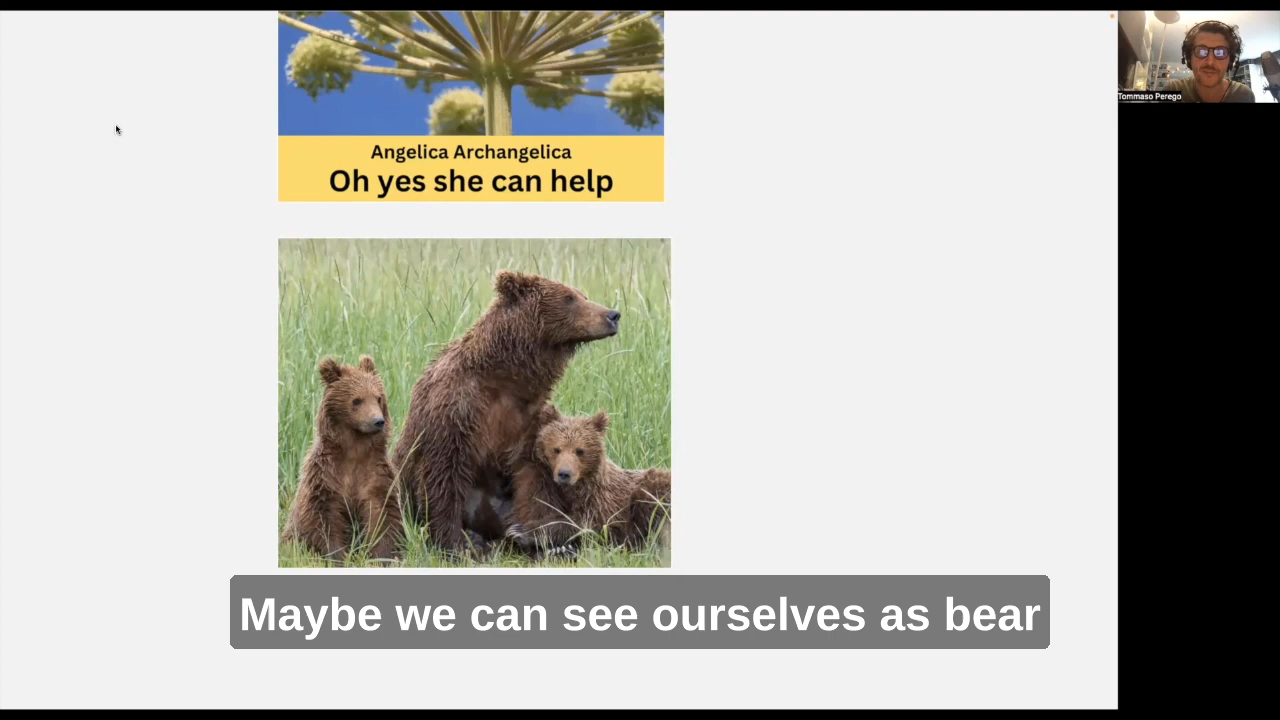 Tommaso Perego
Angelica Archangelica
Oh yes she can help
Maybe we can see ourselves as bear